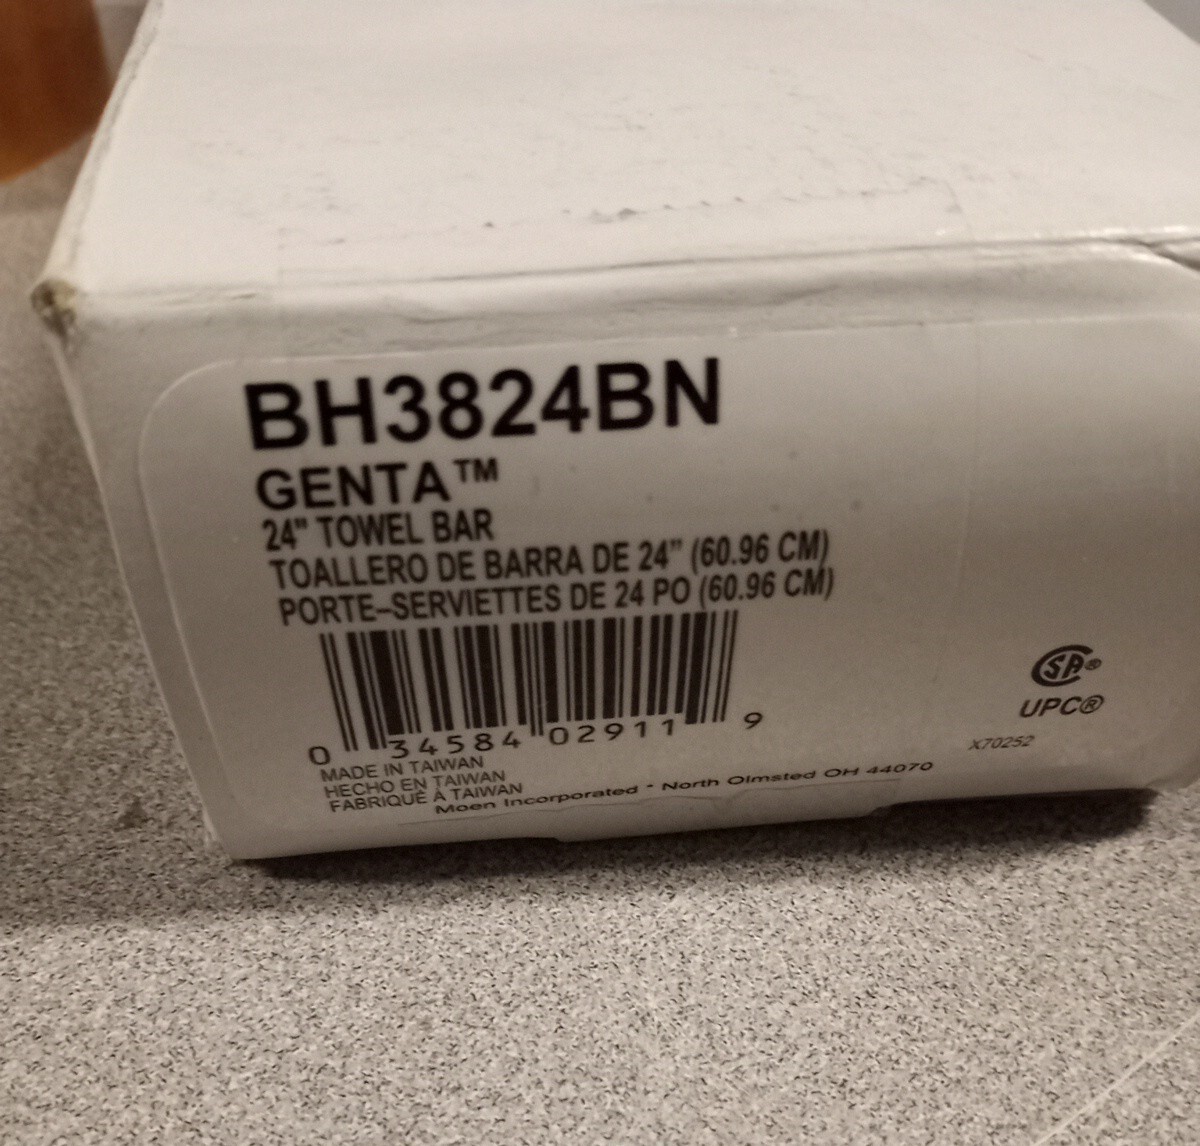 BH3824BN
GENTA™
24" TOWEL BAR
TOALLERO DE BARRA DE 24” (60.96 CM)
PORTE–SERVIETTES DE 24 PO (60.96 CM)
0 34584 02911 9
MADE IN TAIWAN
HECHO EN TAIWAN
FABRIQUÉ À TAIWAN
Moen Incorporated - North Olmsted OH 44070
SA®
UPC®
X70252